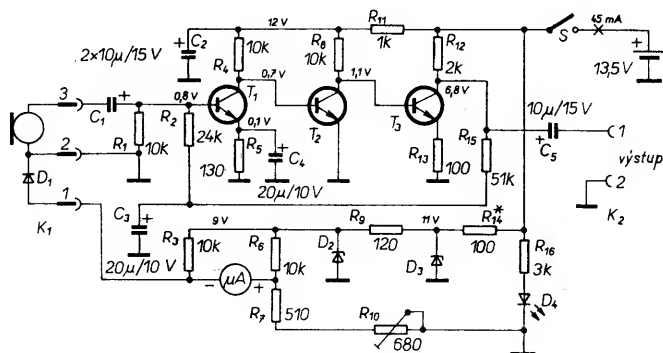 12 V
R11
1k
S
45 mA
+
C2
2×10µ/15 V
R4
10k
R8
10k
R12
2k
+
13,5 V
3
C1
+
0,8 V
T1
0,7 V
T2
1,1 V
T3
6,8 V
10µ/15 V
R1
10k
R2
24k
0,1 V
R5
130
+
C4
20µ/10 V
R13
100
R15
51k
+
C5
1
výstup
2
K2
2
D1
1
K1
C3
+
20µ/10 V
9 V
R3
10k
R6
10k
D2
R9
120
11 V
D3
R14*
100
R16
3k
− µA +
R7
510
R10
680
D4